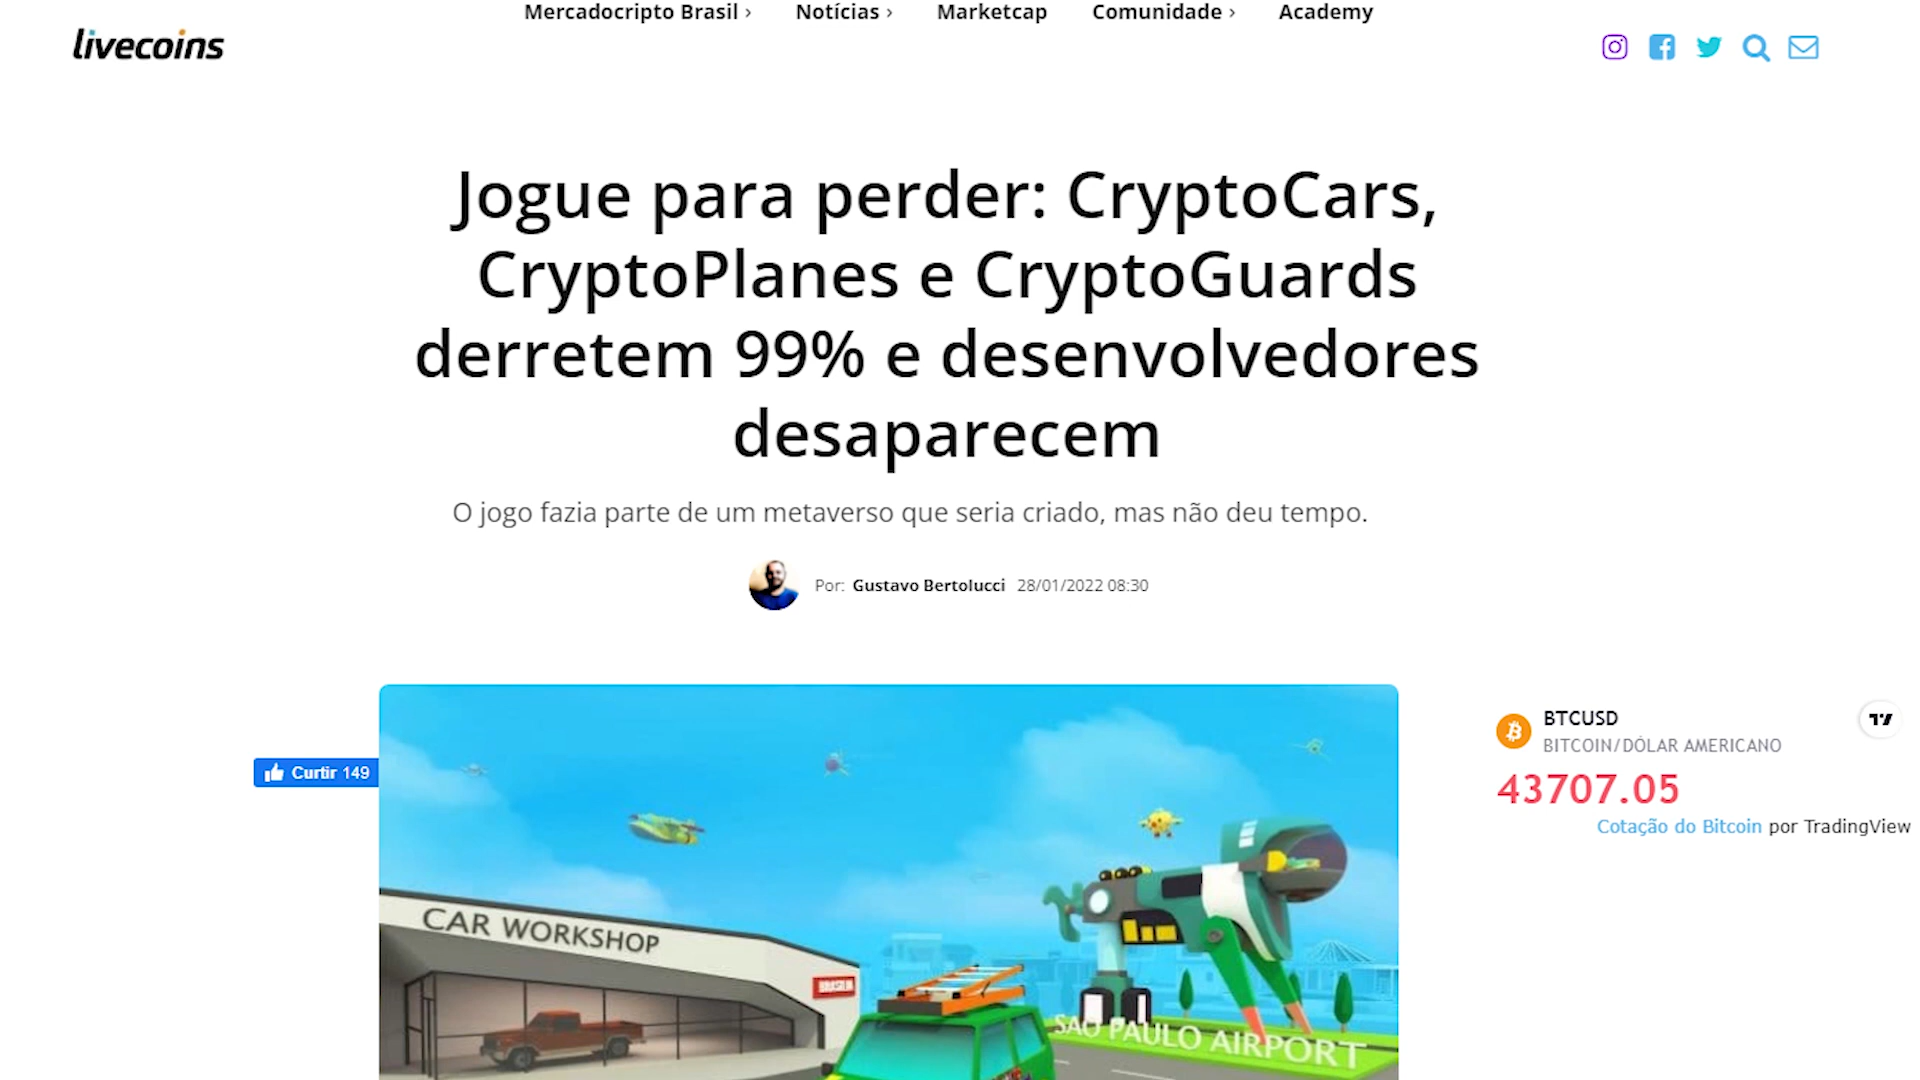 Mercadocripto Brasil › Notícias › Marketcap Comunidade › Academy
livecoins
Jogue para perder: CryptoCars,
CryptoPlanes e CryptoGuards
derretem 99% e desenvolvedores
desaparecem
O jogo fazia parte de um metaverso que seria criado, mas não deu tempo.
Por: Gustavo Bertolucci 28/01/2022 08:30
Curtir 149
BTCUSD
BITCOIN/DÓLAR AMERICANO
43707.05
Cotação do Bitcoin por TradingView
CAR WORKSHOP
SAO PAULO AIRPORT